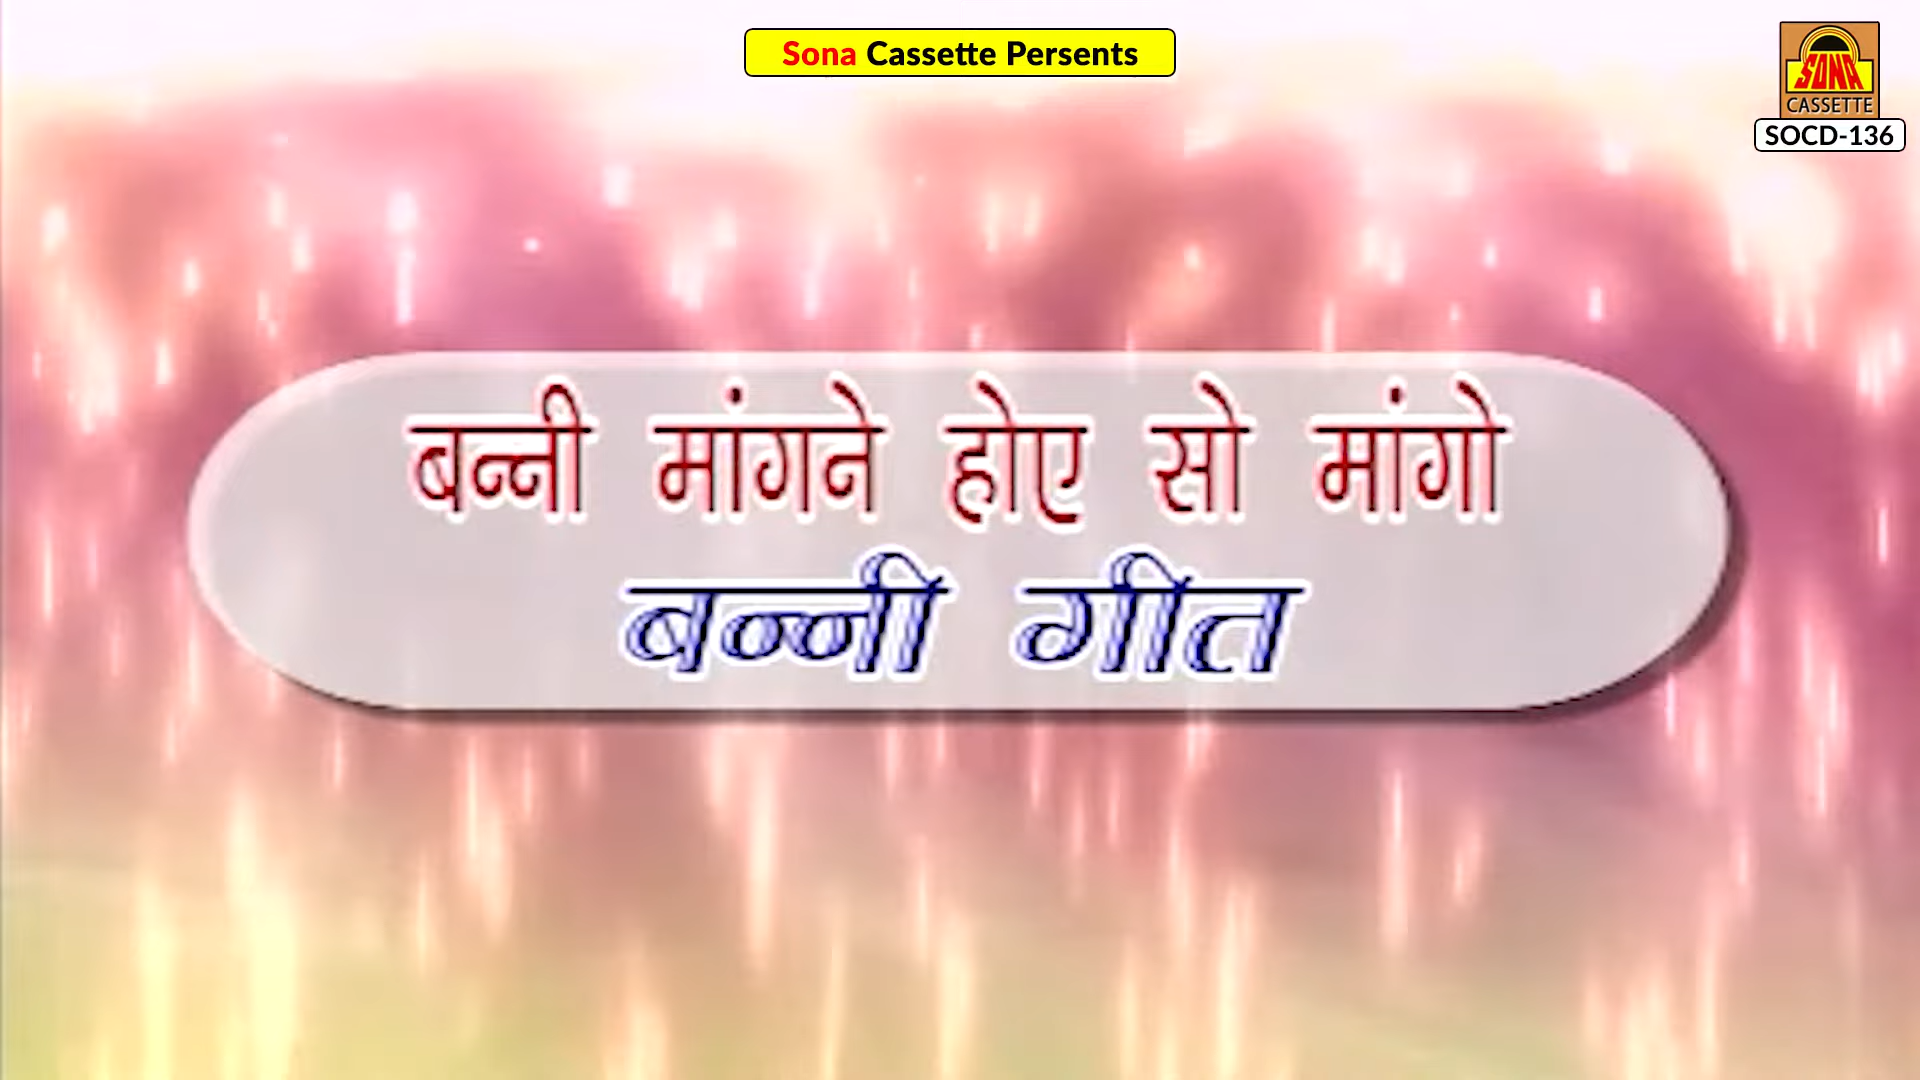 Sona Cassette Persents
SONA
CASSETTE
SOCD-136
बन्नी मांगने होए सो मांगो
बन्नी गीत